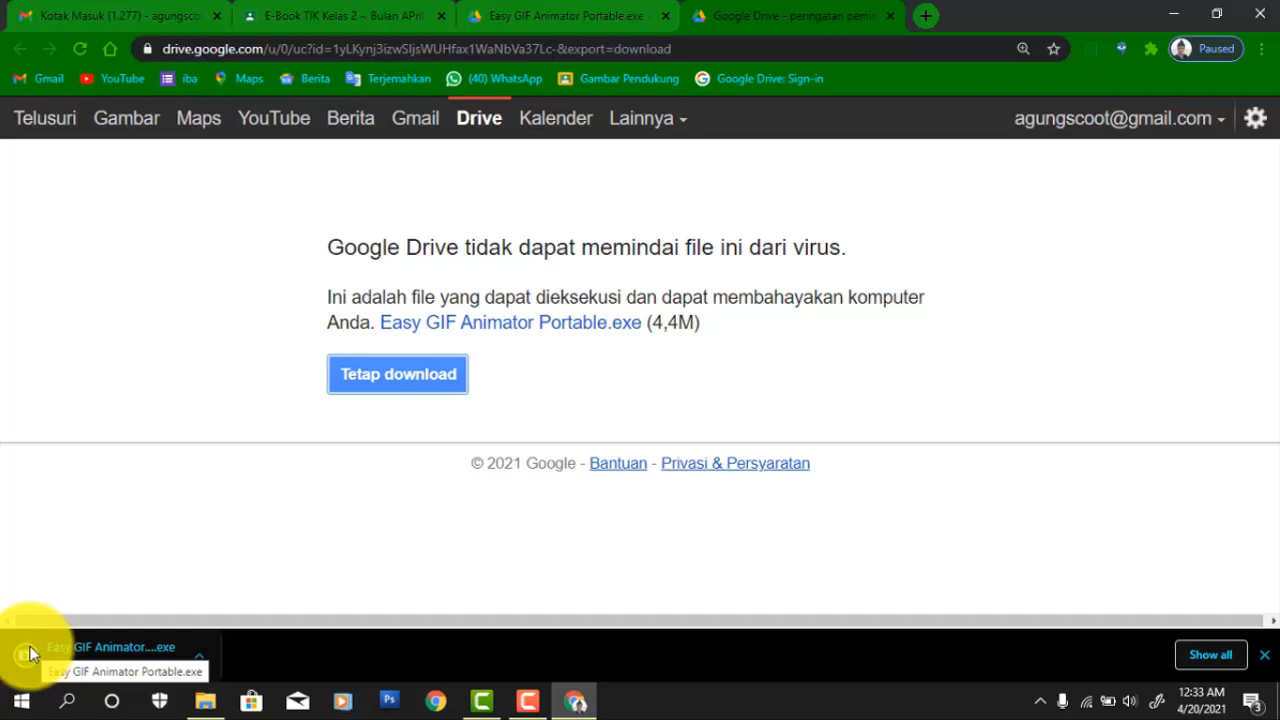 Kotak Masuk (1.277) - agungsco
E-Book TIK Kelas 2 ~ Bulan APril
Easy GIF Animator Portable.exe -
Google Drive - peringatan pemin
drive.google.com/u/0/uc?id=1yLKynj3izwSljsWUHfax1WaNbVa37Lc-&export=download
Paused
Gmail
YouTube
iba
Maps
Berita
Terjemahkan
(40) WhatsApp
Gambar Pendukung
Google Drive: Sign-in
Telusuri Gambar Maps YouTube Berita Gmail Drive Kalender Lainnya
agungscoot@gmail.com
Google Drive tidak dapat memindai file ini dari virus.
Ini adalah file yang dapat dieksekusi dan dapat membahayakan komputer
Anda. Easy GIF Animator Portable.exe (4,4M)
Tetap download
© 2021 Google - Bantuan - Privasi & Persyaratan
Easy GIF Animator....exe
Easy GIF Animator Portable.exe
Show all
Ps
12:33 AM
4/20/2021
3